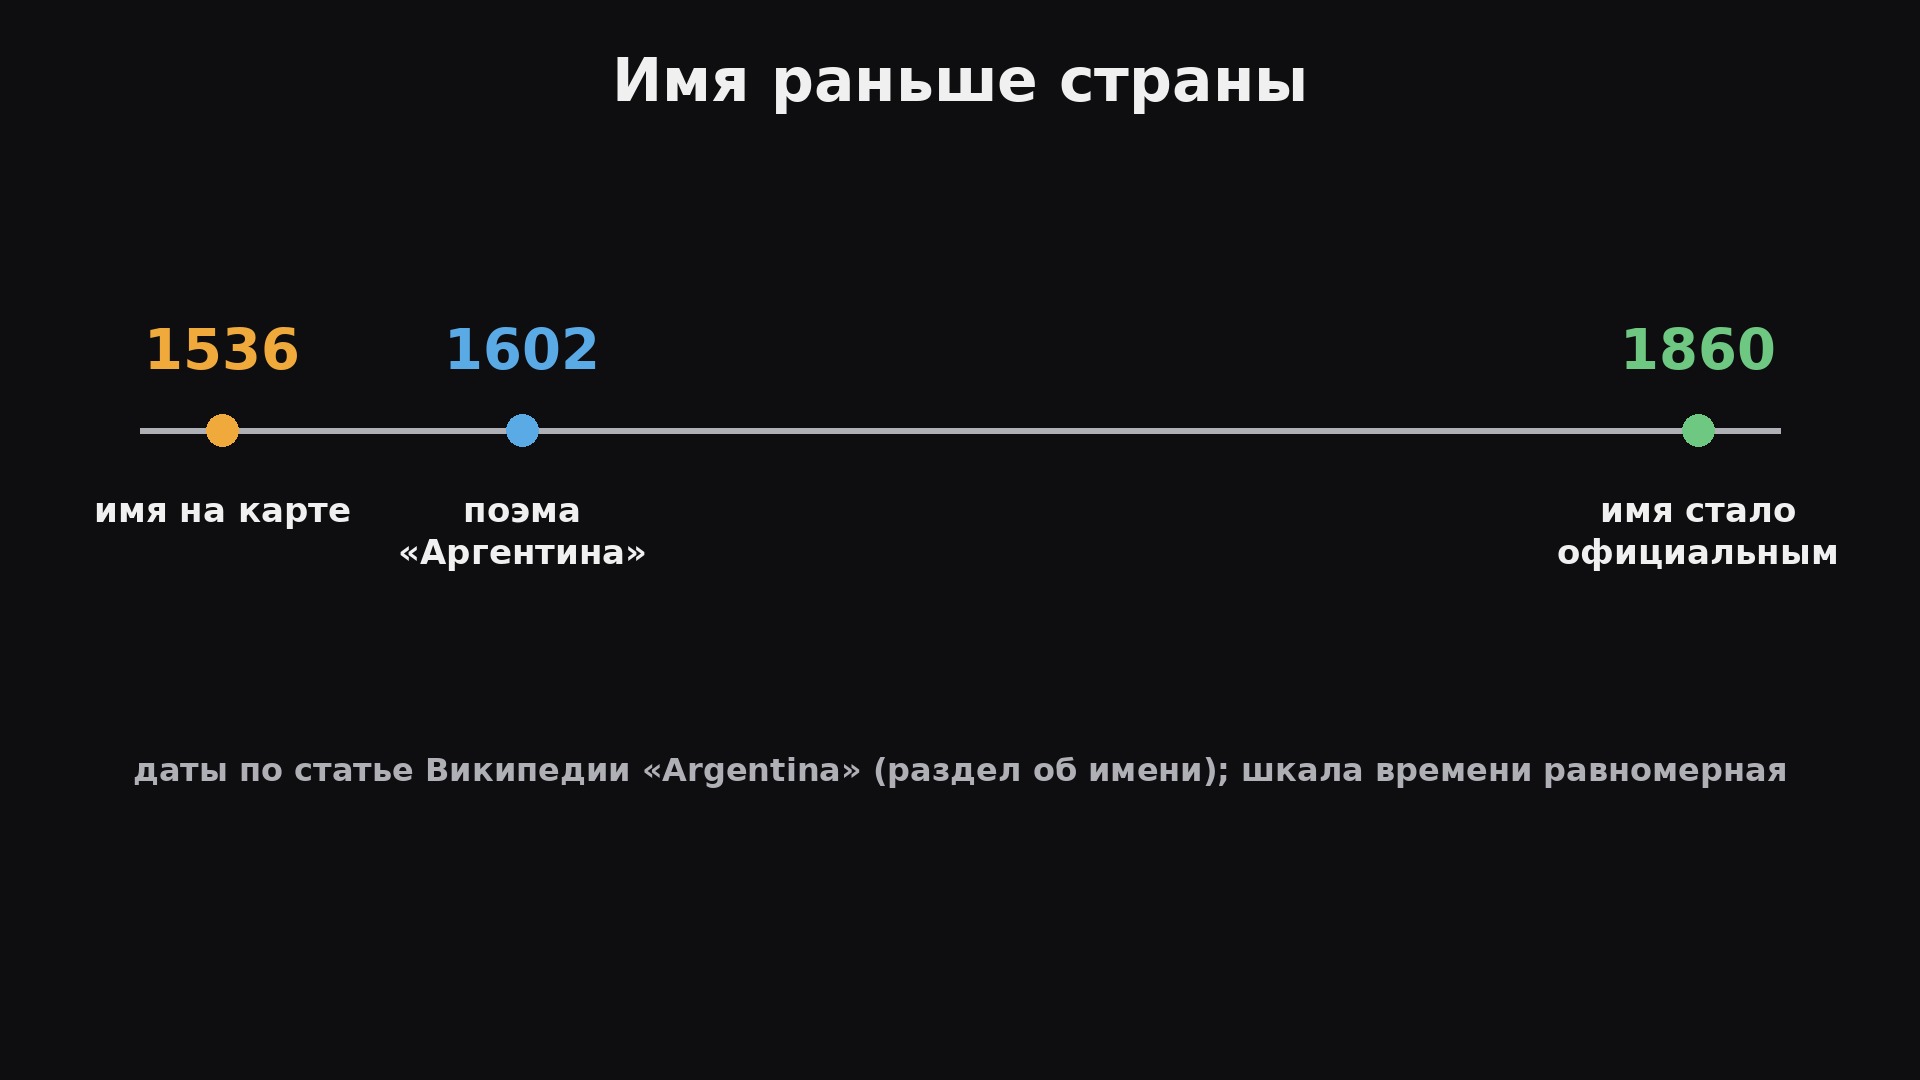 Имя раньше страны
1536
1602
1860
имя на карте
поэма
«Аргентина»
имя стало
официальным
даты по статье Википедии «Argentina» (раздел об имени); шкала времени равномерная